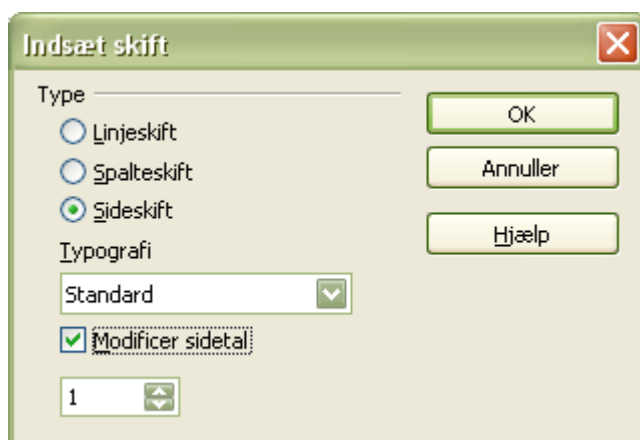 Indsæt skift
Type
Linjeskift
Spalteskift
Sideskift
Typografi
Standard
Modificer sidetal
1
OK
Annuller
Hjælp